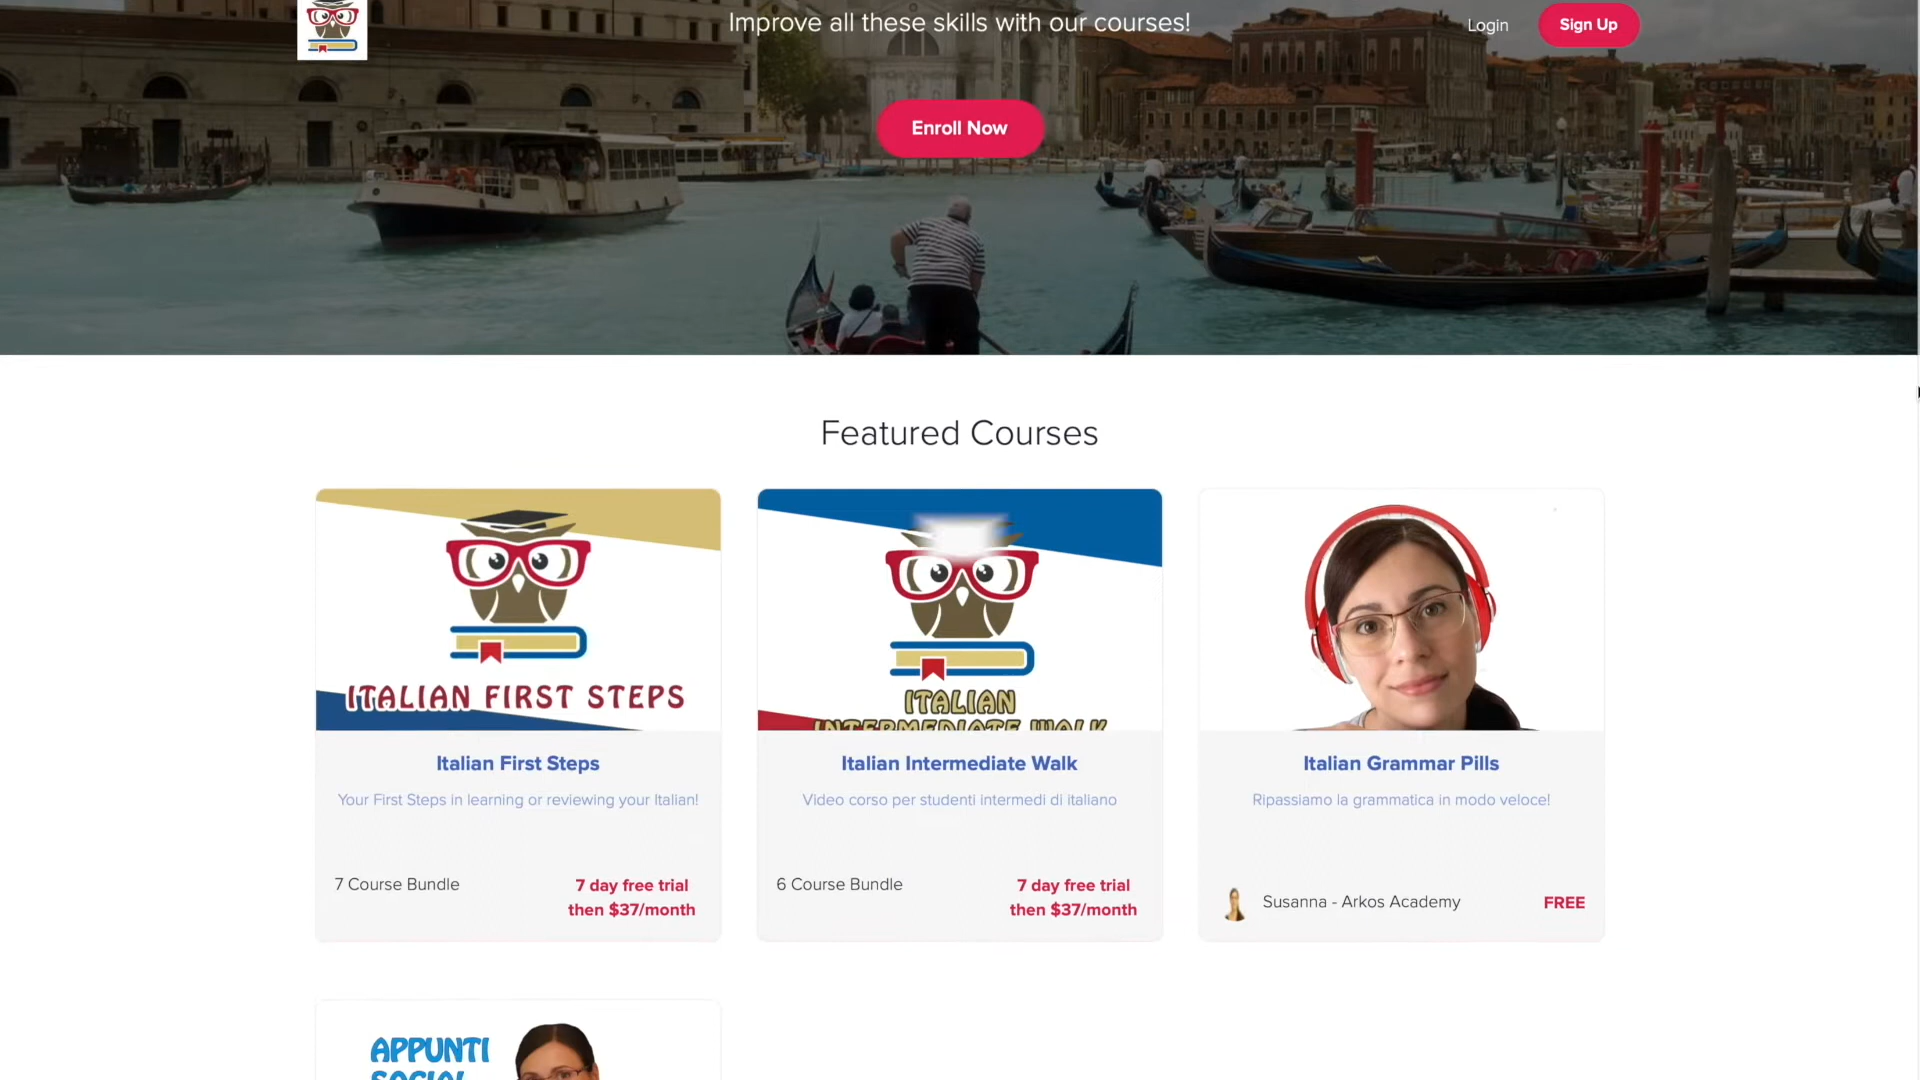 Improve all these skills with our courses!
Login
Sign Up
Enroll Now
Featured Courses
ITALIAN FIRST STEPS
Italian First Steps
Your First Steps in learning or reviewing your Italian!
7 Course Bundle
7 day free trial
then $37/month
ITALIAN
INTERMEDIATE WALK
Italian Intermediate Walk
Video corso per studenti intermedi di italiano
6 Course Bundle
7 day free trial
then $37/month
Italian Grammar Pills
Ripassiamo la grammatica in modo veloce!
Susanna - Arkos Academy
FREE
APPUNTI
SOCIAL